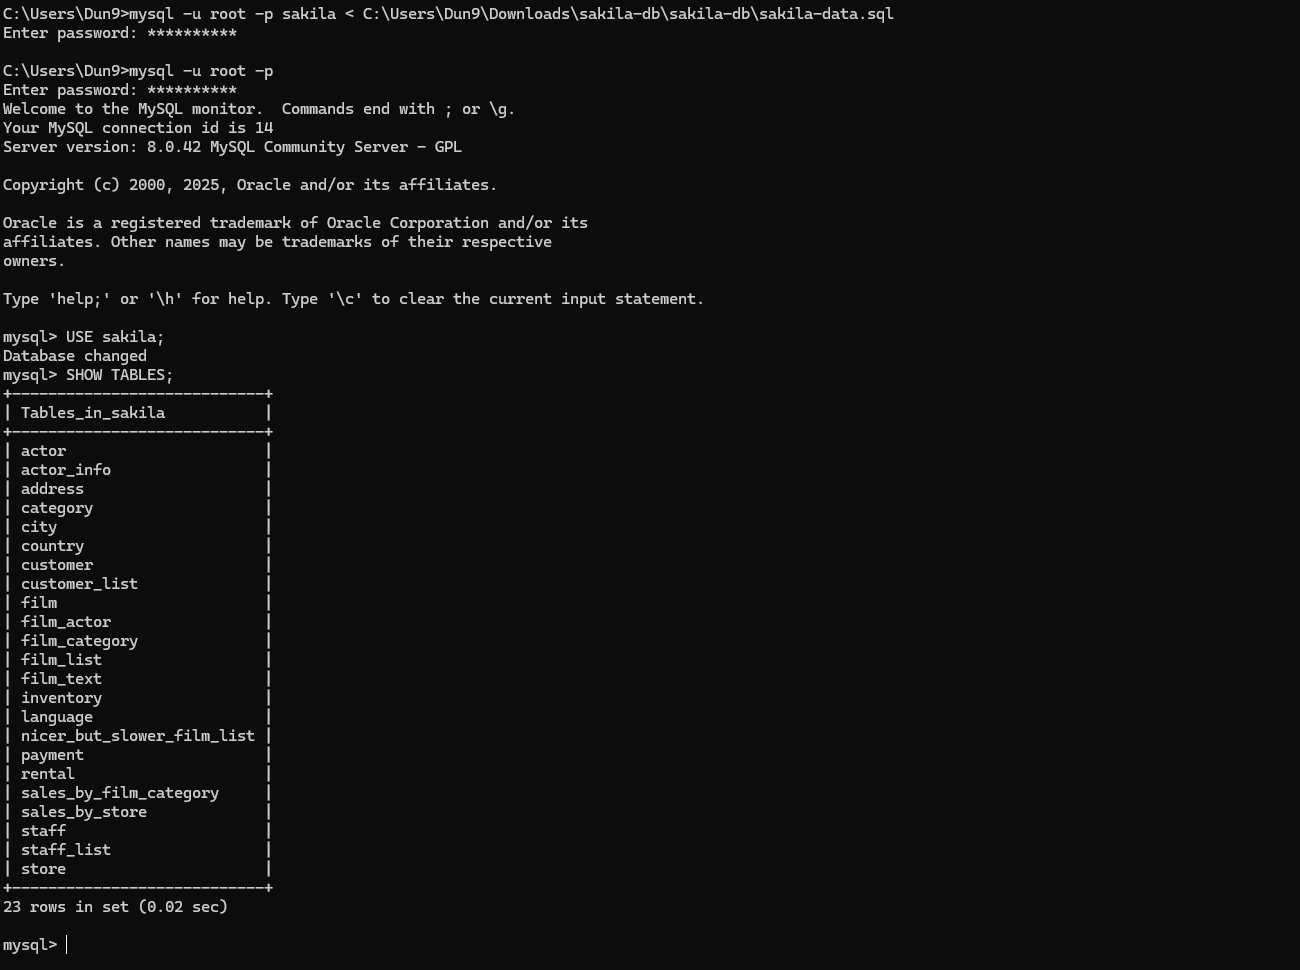 C:\Users\Dun9>mysql -u root -p sakila < C:\Users\Dun9\Downloads\sakila-db\sakila-db\sakila-data.sql
Enter password: **********
C:\Users\Dun9>mysql -u root -p
Enter password: **********
Welcome to the MySQL monitor.  Commands end with ; or \g.
Your MySQL connection id is 14
Server version: 8.0.42 MySQL Community Server - GPL
Copyright (c) 2000, 2025, Oracle and/or its affiliates.
Oracle is a registered trademark of Oracle Corporation and/or its
affiliates. Other names may be trademarks of their respective
owners.
Type 'help;' or '\h' for help. Type '\c' to clear the current input statement.
mysql> USE sakila;
Database changed
mysql> SHOW TABLES;
+----------------------------+
| Tables_in_sakila           |
+----------------------------+
| actor                      |
| actor_info                 |
| address                    |
| category                   |
| city                       |
| country                    |
| customer                   |
| customer_list              |
| film                       |
| film_actor                 |
| film_category              |
| film_list                  |
| film_text                  |
| inventory                  |
| language                   |
| nicer_but_slower_film_list |
| payment                    |
| rental                     |
| sales_by_film_category     |
| sales_by_store             |
| staff                      |
| staff_list                 |
| store                      |
+----------------------------+
23 rows in set (0.02 sec)
mysql>